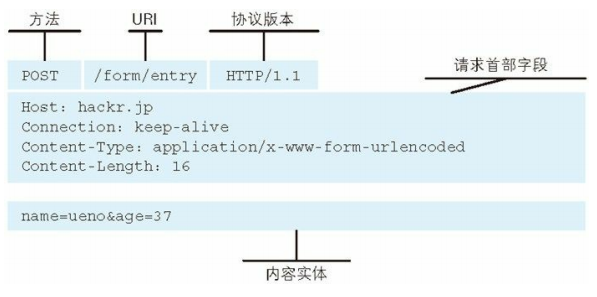 方法 URI 协议版本
POST /form/entry HTTP/1.1
请求首部字段
Host: hackr.jp
Connection: keep-alive
Content-Type: application/x-www-form-urlencoded
Content-Length: 16
name=ueno&age=37
内容实体